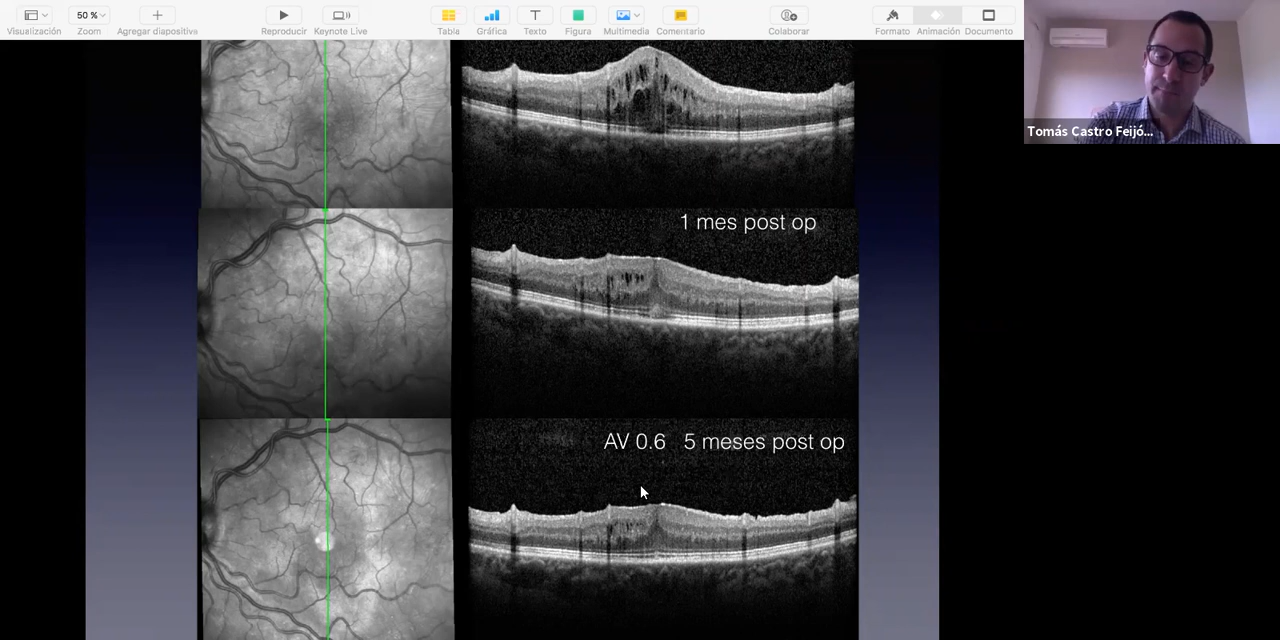 50 %
Visualización Zoom Agregar diapositiva Reproducir Keynote Live Tabla Gráfica Texto Figura Multimedia Comentario Colaborar Formato Animación Documento
Tomás Castro Feijó...
1 mes post op
AV 0.6 5 meses post op